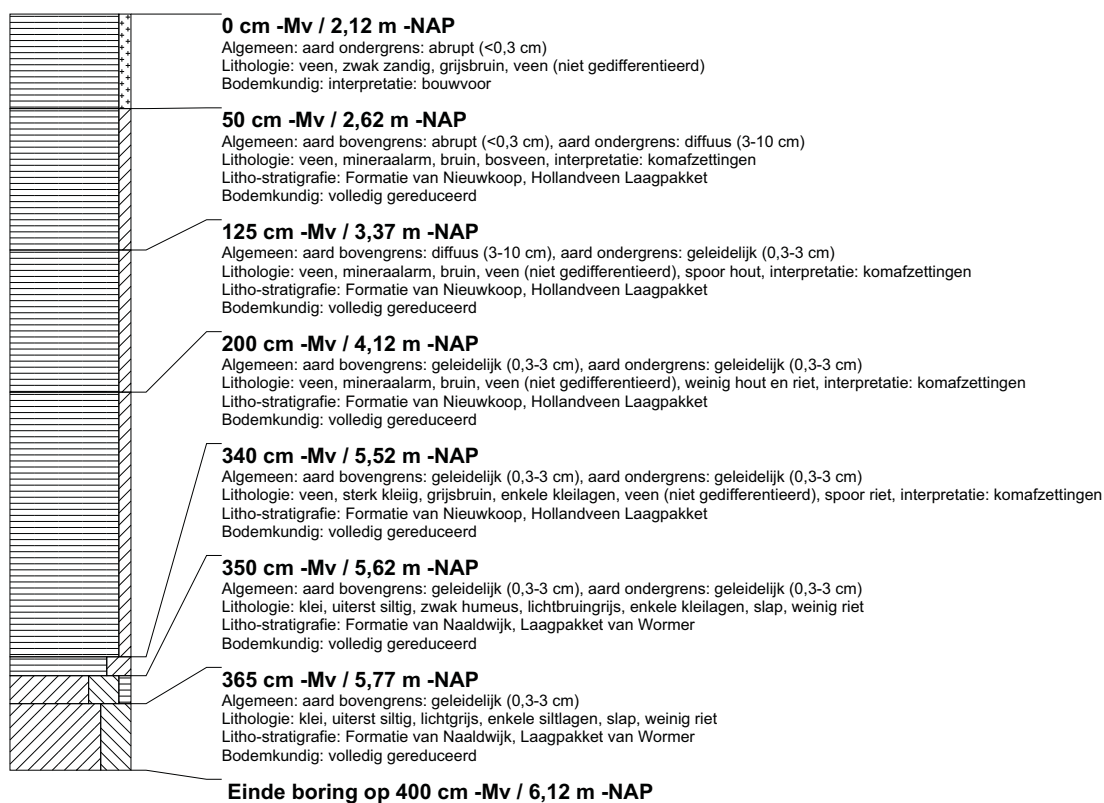 0 cm -Mv / 2,12 m -NAP
Algemeen: aard ondergrens: abrupt (<0,3 cm)
Lithologie: veen, zwak zandig, grijsbruin, veen (niet gedifferentieerd)
Bodemkundig: interpretatie: bouwvoor
50 cm -Mv / 2,62 m -NAP
Algemeen: aard bovengrens: abrupt (<0,3 cm), aard ondergrens: diffuus (3-10 cm)
Lithologie: veen, mineraalarm, bruin, bosveen, interpretatie: komafzettingen
Litho-stratigrafie: Formatie van Nieuwkoop, Hollandveen Laagpakket
Bodemkundig: volledig gereduceerd
125 cm -Mv / 3,37 m -NAP
Algemeen: aard bovengrens: diffuus (3-10 cm), aard ondergrens: geleidelijk (0,3-3 cm)
Lithologie: veen, mineraalarm, bruin, veen (niet gedifferentieerd), spoor hout, interpretatie: komafzettingen
Litho-stratigrafie: Formatie van Nieuwkoop, Hollandveen Laagpakket
Bodemkundig: volledig gereduceerd
200 cm -Mv / 4,12 m -NAP
Algemeen: aard bovengrens: geleidelijk (0,3-3 cm), aard ondergrens: geleidelijk (0,3-3 cm)
Lithologie: veen, mineraalarm, bruin, veen (niet gedifferentieerd), weinig hout en riet, interpretatie: komafzettingen
Litho-stratigrafie: Formatie van Nieuwkoop, Hollandveen Laagpakket
Bodemkundig: volledig gereduceerd
340 cm -Mv / 5,52 m -NAP
Algemeen: aard bovengrens: geleidelijk (0,3-3 cm), aard ondergrens: geleidelijk (0,3-3 cm)
Lithologie: veen, sterk kleiig, grijsbruin, enkele kleilagen, veen (niet gedifferentieerd), spoor riet, interpretatie: komafzettingen
Litho-stratigrafie: Formatie van Nieuwkoop, Hollandveen Laagpakket
Bodemkundig: volledig gereduceerd
350 cm -Mv / 5,62 m -NAP
Algemeen: aard bovengrens: geleidelijk (0,3-3 cm), aard ondergrens: geleidelijk (0,3-3 cm)
Lithologie: klei, uiterst siltig, zwak humeus, lichtbruingrijs, enkele kleilagen, slap, weinig riet
Litho-stratigrafie: Formatie van Naaldwijk, Laagpakket van Wormer
Bodemkundig: volledig gereduceerd
365 cm -Mv / 5,77 m -NAP
Algemeen: aard bovengrens: geleidelijk (0,3-3 cm)
Lithologie: klei, uiterst siltig, lichtgrijs, enkele siltlagen, slap, weinig riet
Litho-stratigrafie: Formatie van Naaldwijk, Laagpakket van Wormer
Bodemkundig: volledig gereduceerd
Einde boring op 400 cm -Mv / 6,12 m -NAP